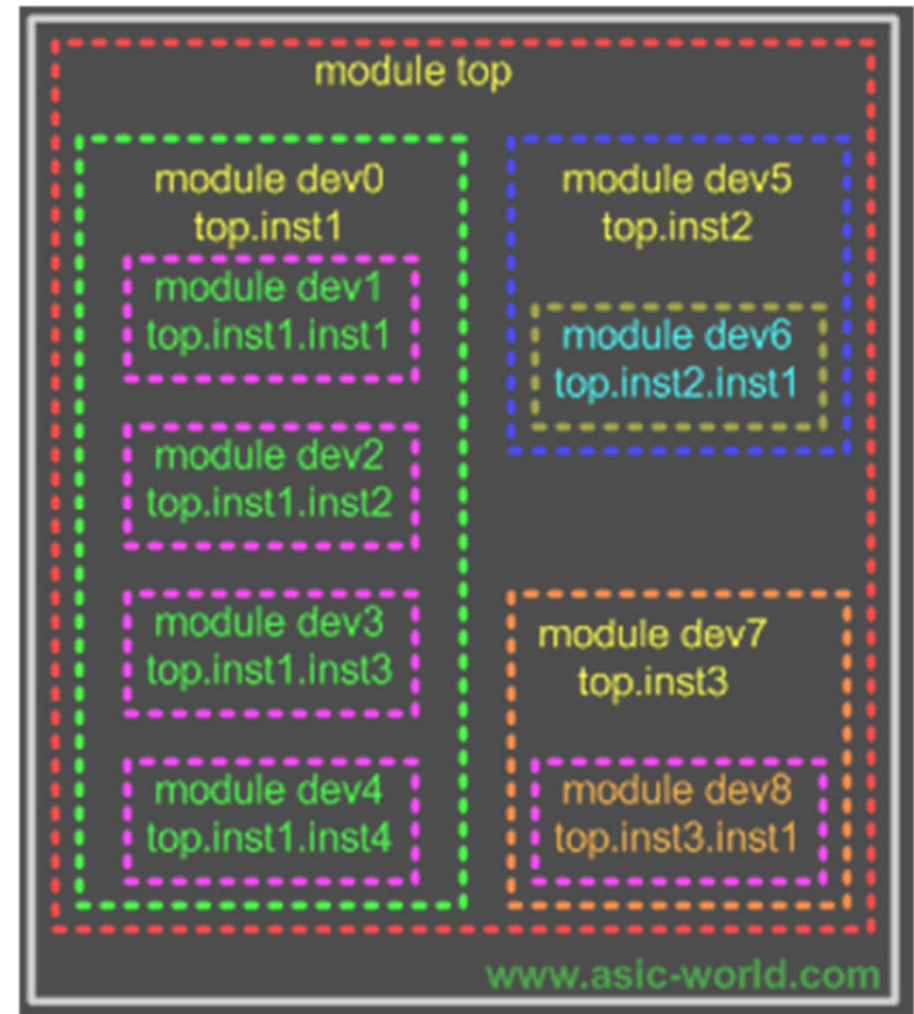 module top
module dev0
top.inst1
module dev1
top.inst1.inst1
module dev2
top.inst1.inst2
module dev3
top.inst1.inst3
module dev4
top.inst1.inst4
module dev5
top.inst2
module dev6
top.inst2.inst1
module dev7
top.inst3
module dev8
top.inst3.inst1
www.asic-world.com